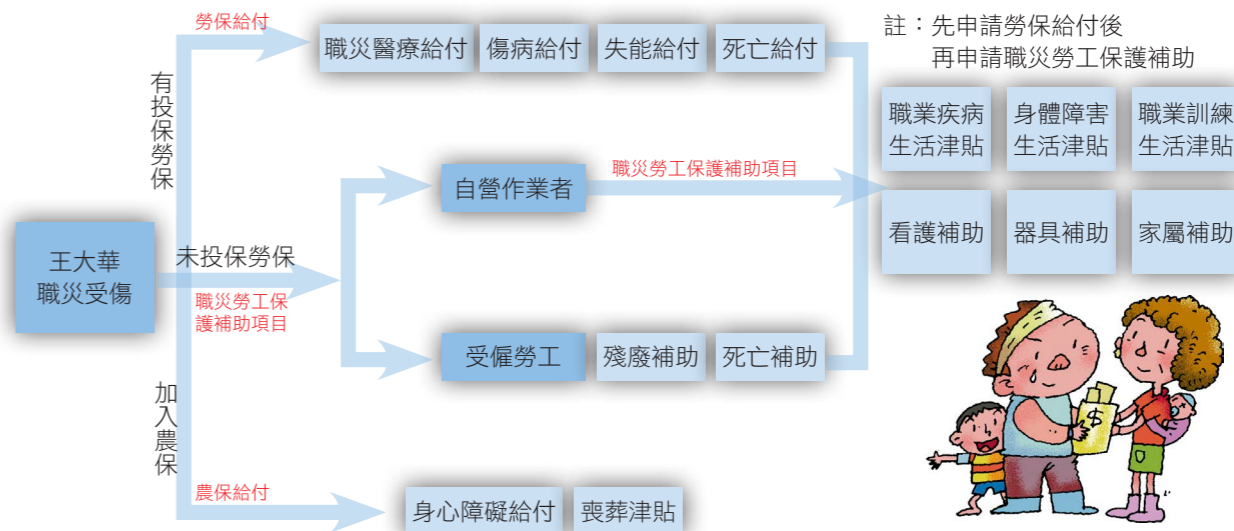 勞保給付
職災醫療給付
傷病給付
失能給付
死亡給付
註：先申請勞保給付後
再申請職災勞工保護補助
有投保勞保
職業疾病
生活津貼
身體障害
生活津貼
職業訓練
生活津貼
自營作業者
職災勞工保護補助項目
看護補助
器具補助
家屬補助
王大華
職災受傷
未投保勞保
職災勞工保
護補助項目
受僱勞工
殘廢補助
死亡補助
加入農保
農保給付
身心障礙給付
喪葬津貼
$